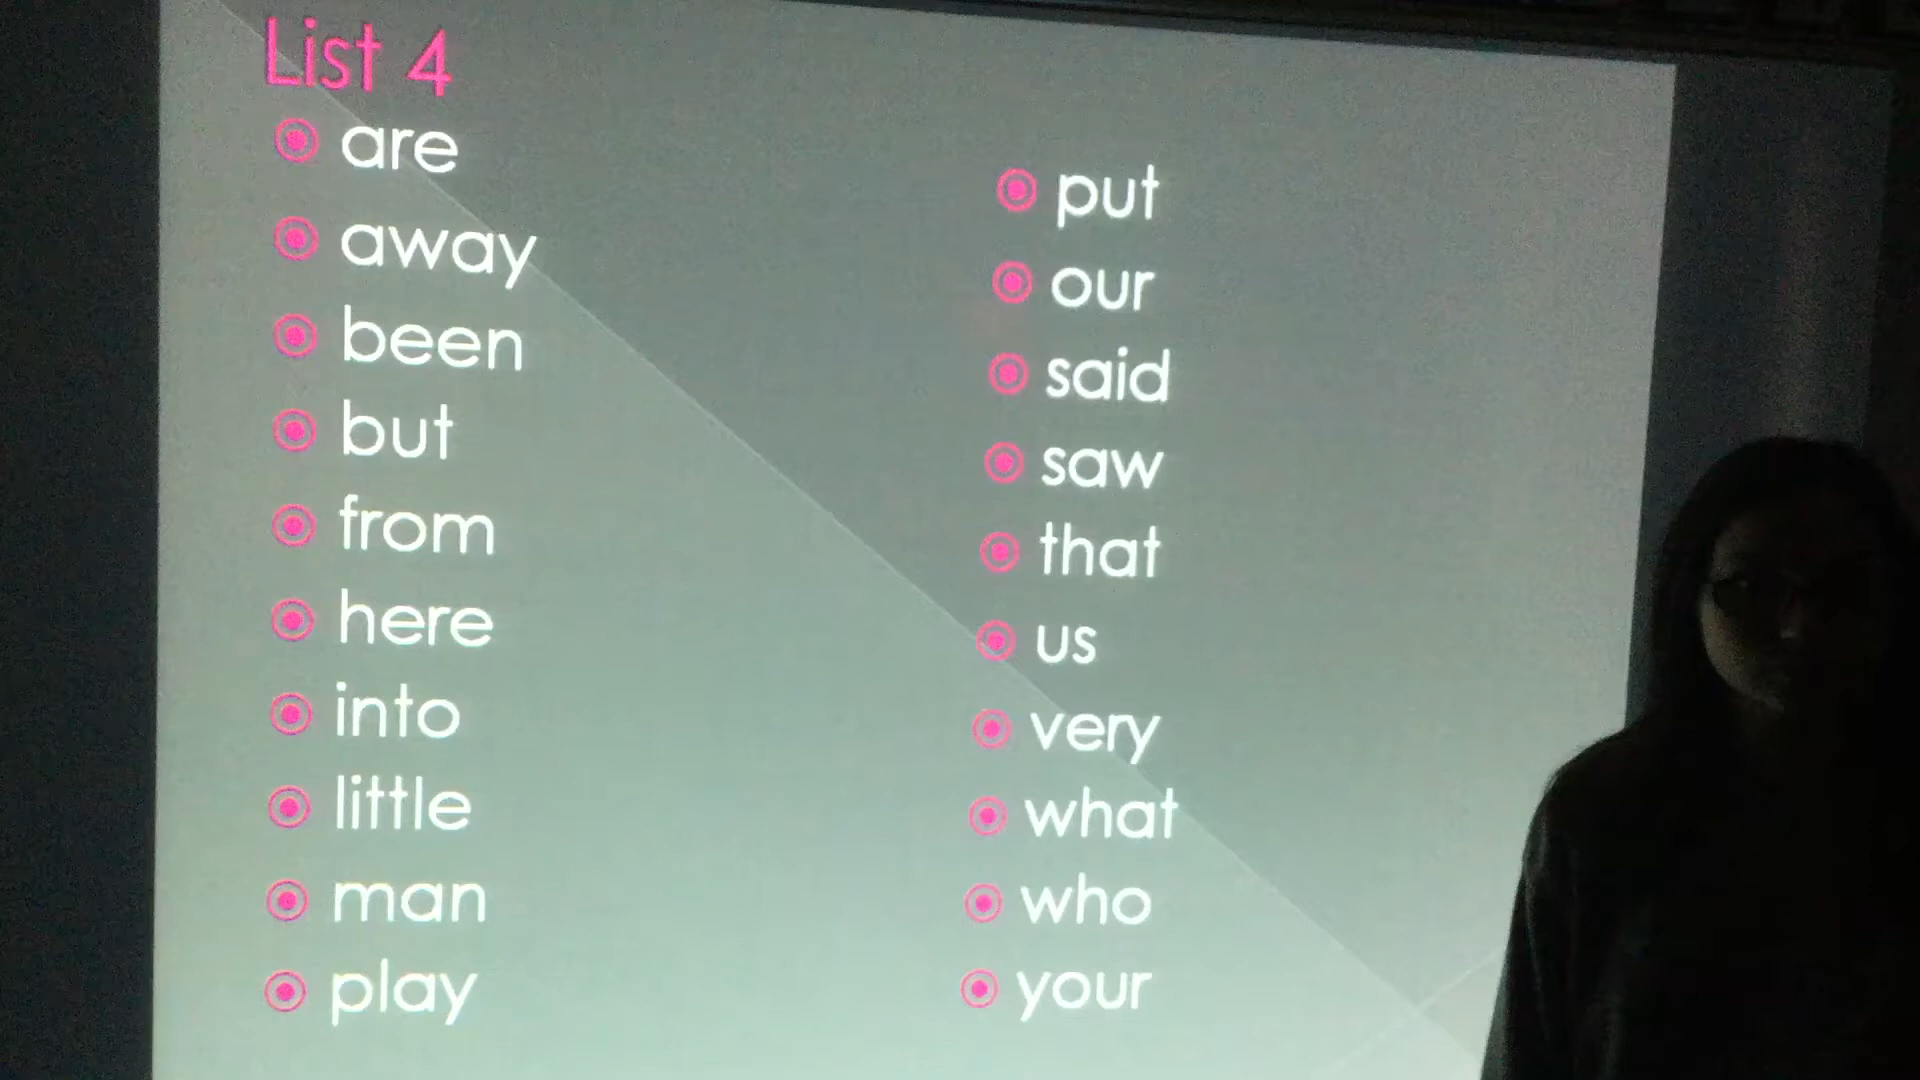 List 4
are
away
been
but
from
here
into
little
man
play
put
our
said
saw
that
us
very
what
who
your